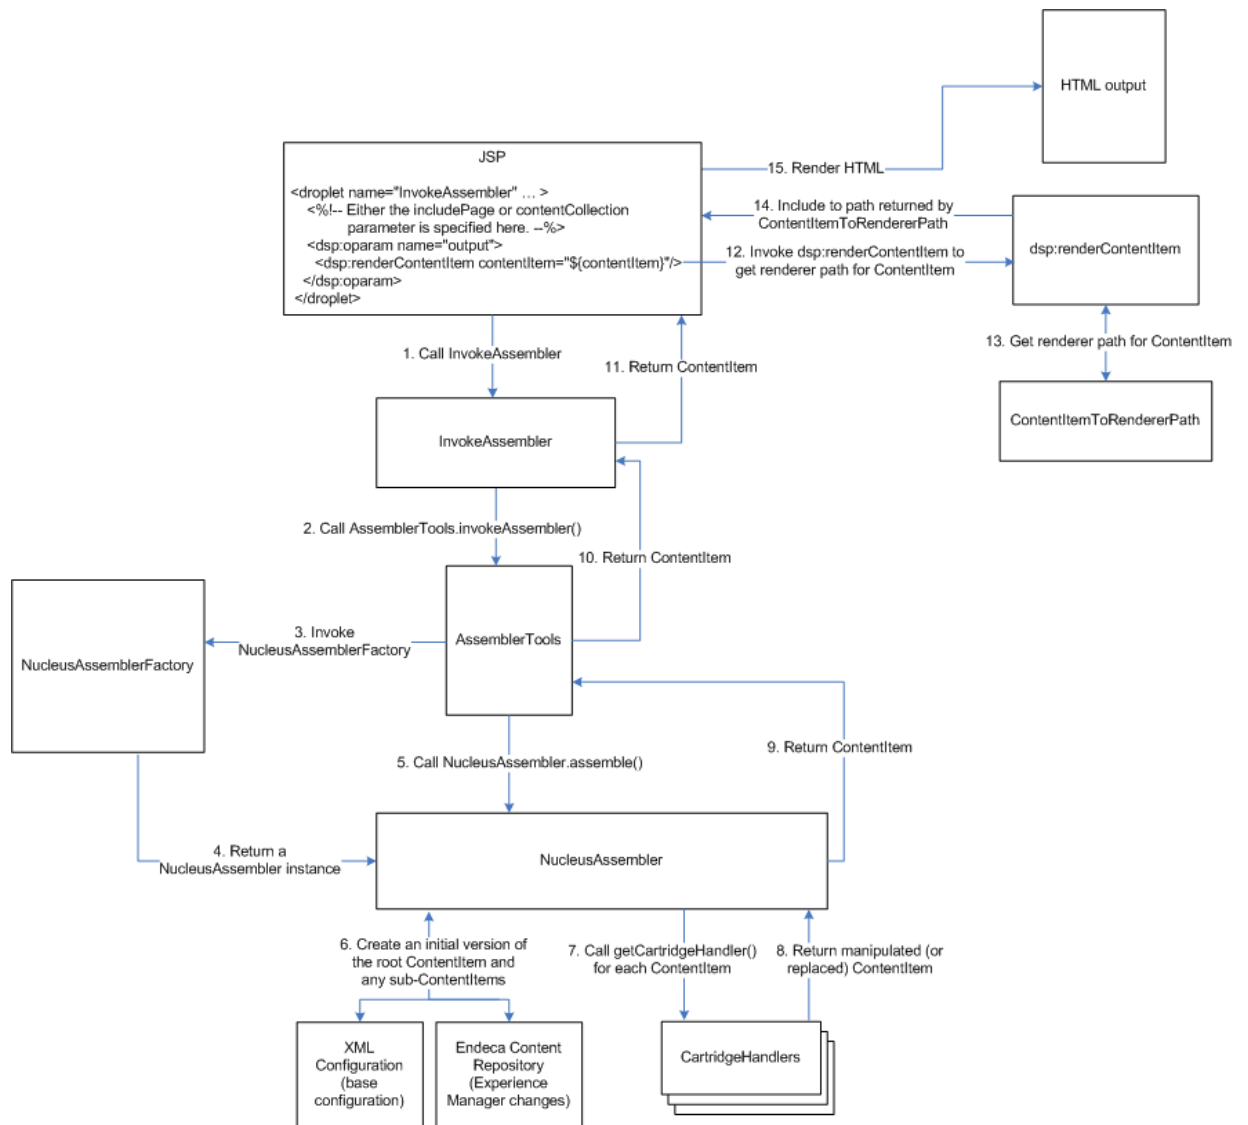 HTML output
JSP
<droplet name="InvokeAssembler" … >
<%!-- Either the includePage or contentCollection
parameter is specified here. --%>
<dsp:oparam name="output">
<dsp:renderContentItem contentItem="${contentItem}"/>
</dsp:oparam>
</droplet>
15. Render HTML
14. Include to path returned by
ContentItemToRendererPath
12. Invoke dsp:renderContentItem to
get renderer path for ContentItem
dsp:renderContentItem
13. Get renderer path for ContentItem
ContentItemToRendererPath
1. Call InvokeAssembler
11. Return ContentItem
InvokeAssembler
2. Call AssemblerTools.invokeAssembler()
10. Return ContentItem
3. Invoke
NucleusAssemblerFactory
AssemblerTools
NucleusAssemblerFactory
5. Call NucleusAssembler.assemble()
9. Return ContentItem
4. Return a
NucleusAssembler instance
NucleusAssembler
6. Create an initial version of
the root ContentItem and
any sub-ContentItems
7. Call getCartridgeHandler()
for each ContentItem
8. Return manipulated (or
replaced) ContentItem
XML
Configuration
(base
configuration)
Endeca Content
Repository
(Experience
Manager changes)
CartridgeHandlers